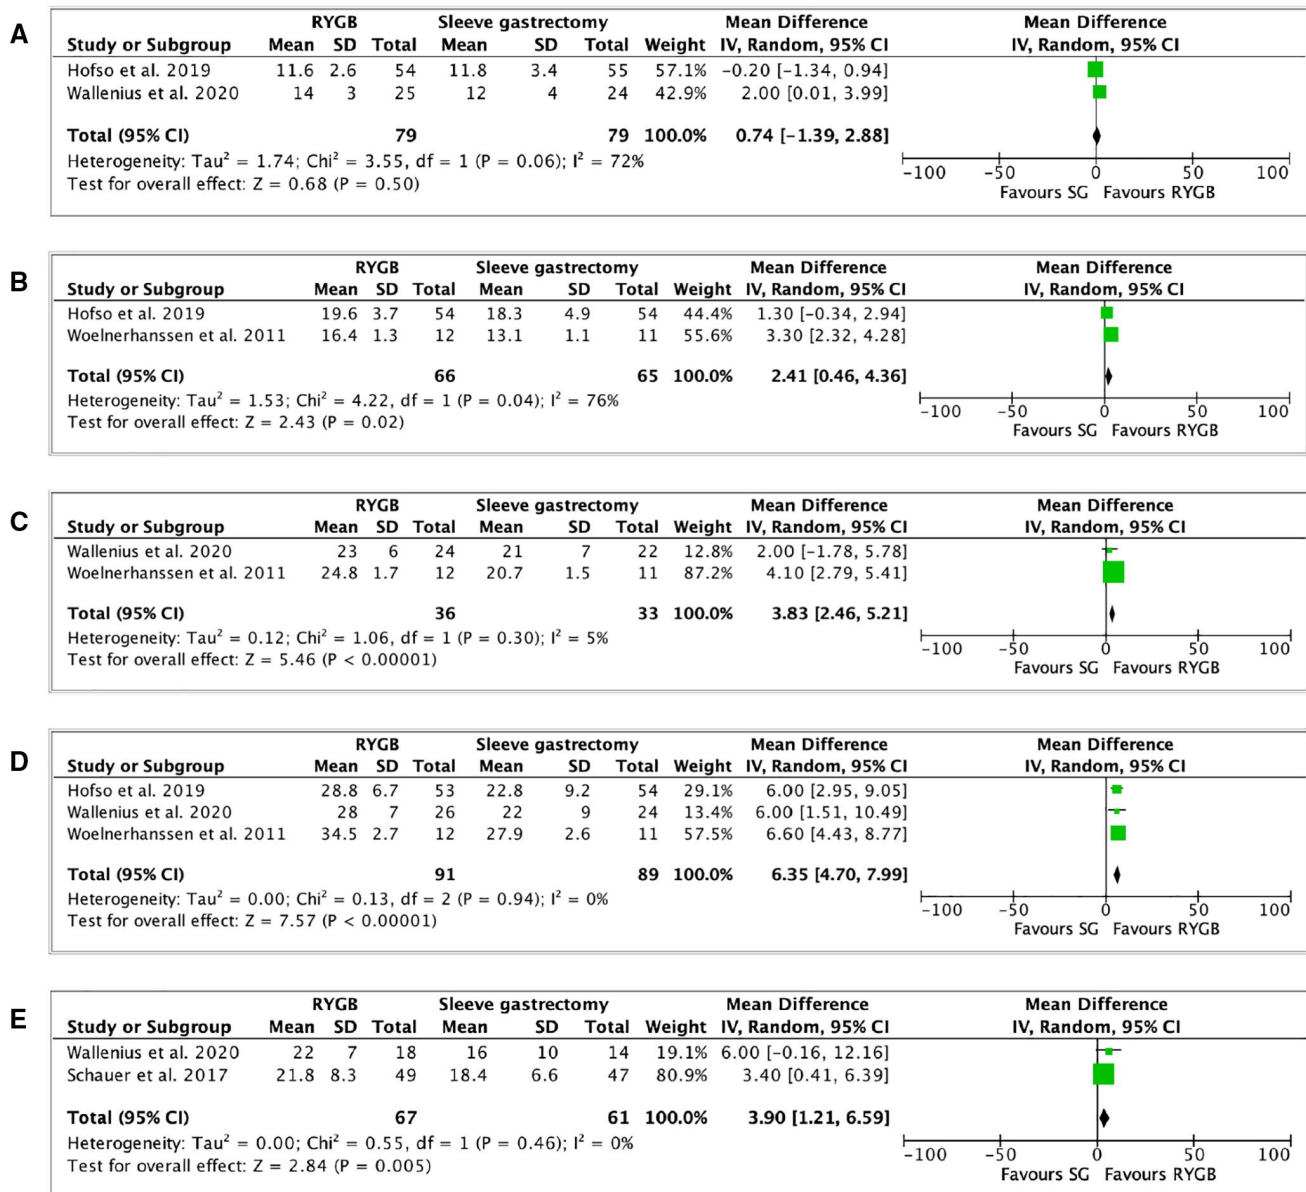 A
RYGB Sleeve gastrectomy Mean Difference Mean Difference
Study or Subgroup Mean SD Total Mean SD Total Weight IV, Random, 95% CI IV, Random, 95% CI
Hofso et al. 2019 11.6 2.6 54 11.8 3.4 55 57.1% -0.20 [-1.34, 0.94]
Wallenius et al. 2020 14 3 25 12 4 24 42.9% 2.00 [0.01, 3.99]
Total (95% CI) 79 79 100.0% 0.74 [-1.39, 2.88]
Heterogeneity: Tau² = 1.74; Chi² = 3.55, df = 1 (P = 0.06); I² = 72%
Test for overall effect: Z = 0.68 (P = 0.50)
-100 -50 0 50 100
Favours SG Favours RYGB
B
RYGB Sleeve gastrectomy Mean Difference Mean Difference
Study or Subgroup Mean SD Total Mean SD Total Weight IV, Random, 95% CI IV, Random, 95% CI
Hofso et al. 2019 19.6 3.7 54 18.3 4.9 54 44.4% 1.30 [-0.34, 2.94]
Woelnerhanssen et al. 2011 16.4 1.3 12 13.1 1.1 11 55.6% 3.30 [2.32, 4.28]
Total (95% CI) 66 65 100.0% 2.41 [0.46, 4.36]
Heterogeneity: Tau² = 1.53; Chi² = 4.22, df = 1 (P = 0.04); I² = 76%
Test for overall effect: Z = 2.43 (P = 0.02)
-100 -50 0 50 100
Favours SG Favours RYGB
C
RYGB Sleeve gastrectomy Mean Difference Mean Difference
Study or Subgroup Mean SD Total Mean SD Total Weight IV, Random, 95% CI IV, Random, 95% CI
Wallenius et al. 2020 23 6 24 21 7 22 12.8% 2.00 [-1.78, 5.78]
Woelnerhanssen et al. 2011 24.8 1.7 12 20.7 1.5 11 87.2% 4.10 [2.79, 5.41]
Total (95% CI) 36 33 100.0% 3.83 [2.46, 5.21]
Heterogeneity: Tau² = 0.12; Chi² = 1.06, df = 1 (P = 0.30); I² = 5%
Test for overall effect: Z = 5.46 (P < 0.00001)
-100 -50 0 50 100
Favours SG Favours RYGB
D
RYGB Sleeve gastrectomy Mean Difference Mean Difference
Study or Subgroup Mean SD Total Mean SD Total Weight IV, Random, 95% CI IV, Random, 95% CI
Hofso et al. 2019 28.8 6.7 53 22.8 9.2 54 29.1% 6.00 [2.95, 9.05]
Wallenius et al. 2020 28 7 26 22 9 24 13.4% 6.00 [1.51, 10.49]
Woelnerhanssen et al. 2011 34.5 2.7 12 27.9 2.6 11 57.5% 6.60 [4.43, 8.77]
Total (95% CI) 91 89 100.0% 6.35 [4.70, 7.99]
Heterogeneity: Tau² = 0.00; Chi² = 0.13, df = 2 (P = 0.94); I² = 0%
Test for overall effect: Z = 7.57 (P < 0.00001)
-100 -50 0 50 100
Favours SG Favours RYGB
E
RYGB Sleeve gastrectomy Mean Difference Mean Difference
Study or Subgroup Mean SD Total Mean SD Total Weight IV, Random, 95% CI IV, Random, 95% CI
Wallenius et al. 2020 22 7 18 16 10 14 19.1% 6.00 [-0.16, 12.16]
Schauer et al. 2017 21.8 8.3 49 18.4 6.6 47 80.9% 3.40 [0.41, 6.39]
Total (95% CI) 67 61 100.0% 3.90 [1.21, 6.59]
Heterogeneity: Tau² = 0.00; Chi² = 0.55, df = 1 (P = 0.46); I² = 0%
Test for overall effect: Z = 2.84 (P = 0.005)
-100 -50 0 50 100
Favours SG Favours RYGB